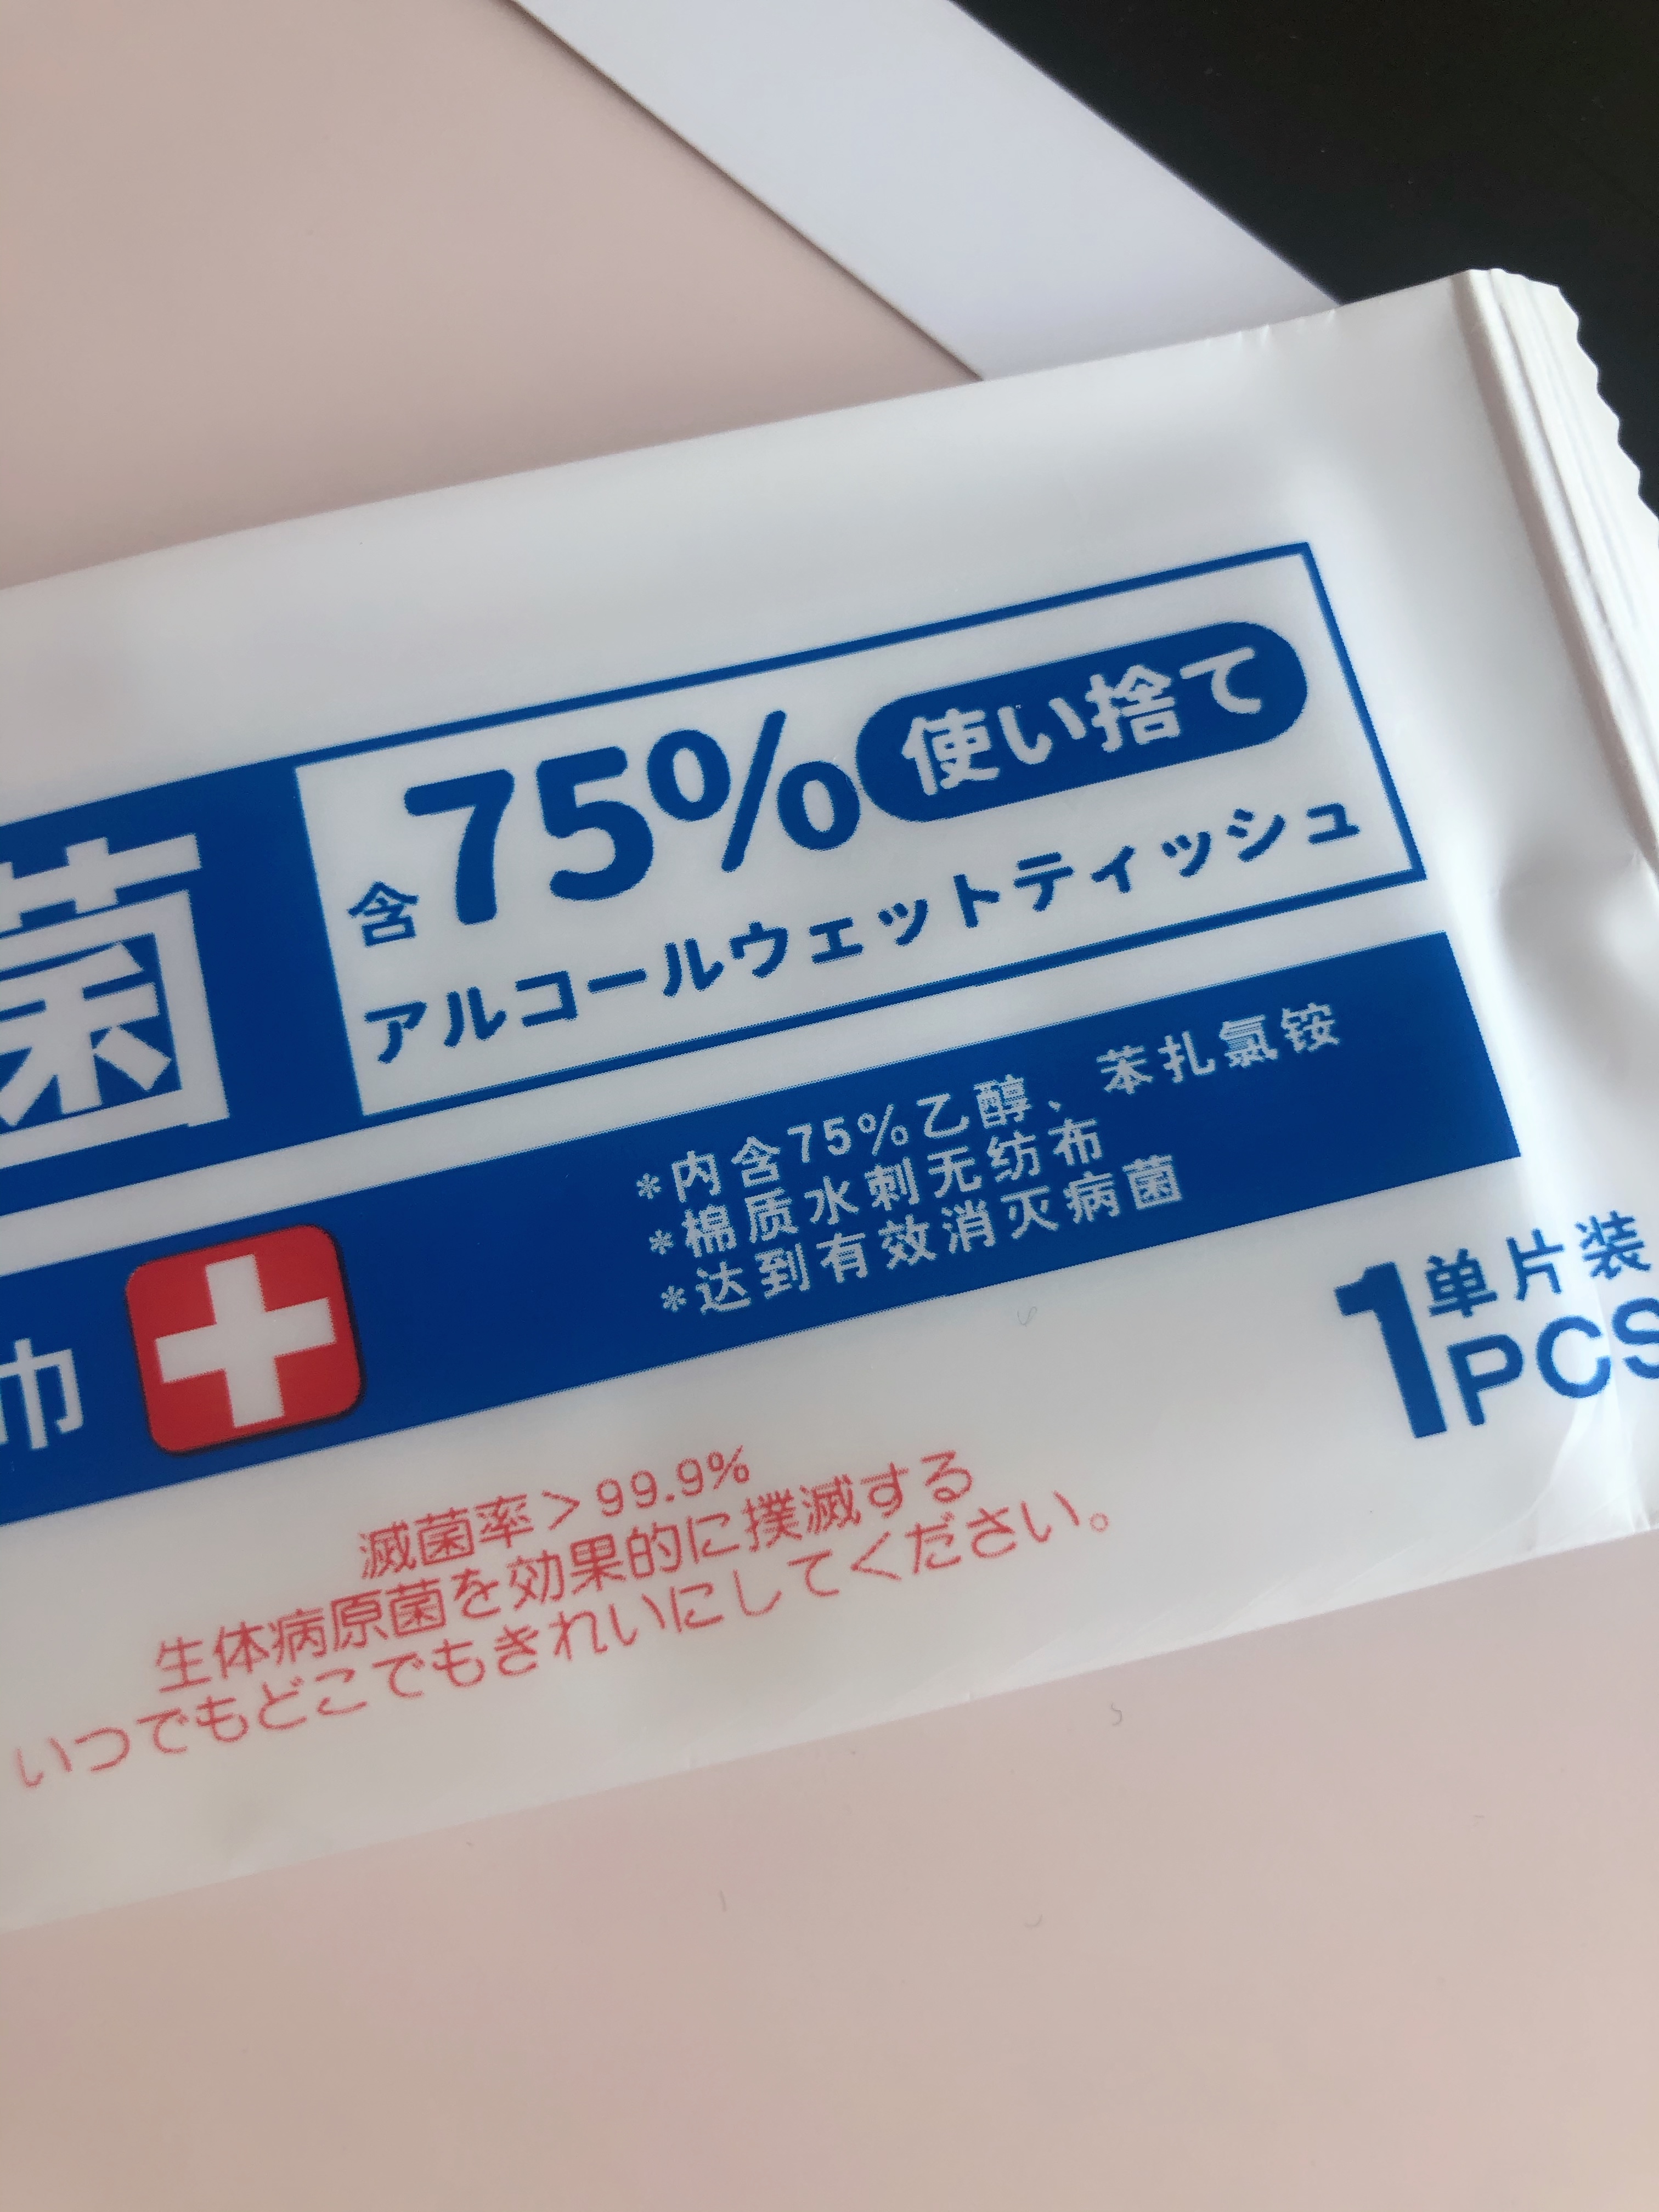 菌
含75%使い捨て
アルコールウェットティッシュ
*内含75%乙醇、苯扎氯铵
*棉质水刺无纺布
*达到有效消灭病菌
巾
1单片装
PCS
滅菌率>99.9%
生体病原菌を効果的に撲滅する
いつでもどこでもきれいにしてください。